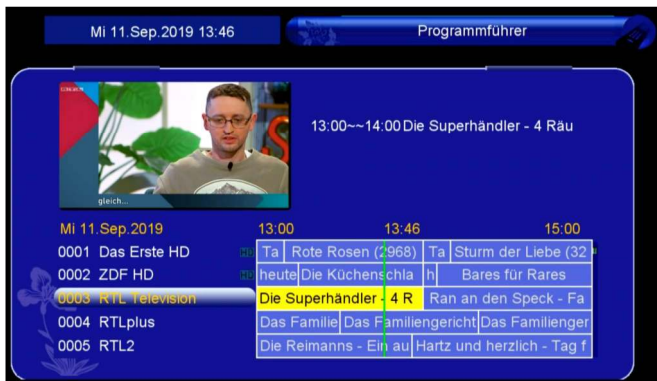 Mi 11.Sep.2019 13:46
Programmführer
13:00~~14:00 Die Superhändler - 4 Räu
gleich...
Mi 11.Sep.2019 13:00 13:46 15:00
0001 Das Erste HD HD Ta Rote Rosen (2968) Ta Sturm der Liebe (32
0002 ZDF HD HD heute Die Küchenschla h Bares für Rares
0003 RTL Television Die Superhändler - 4 R Ran an den Speck - Fa
0004 RTLplus Das Familie Das Familiengericht Das Familienger
0005 RTL2 Die Reimanns - Ein au Hartz und herzlich - Tag f